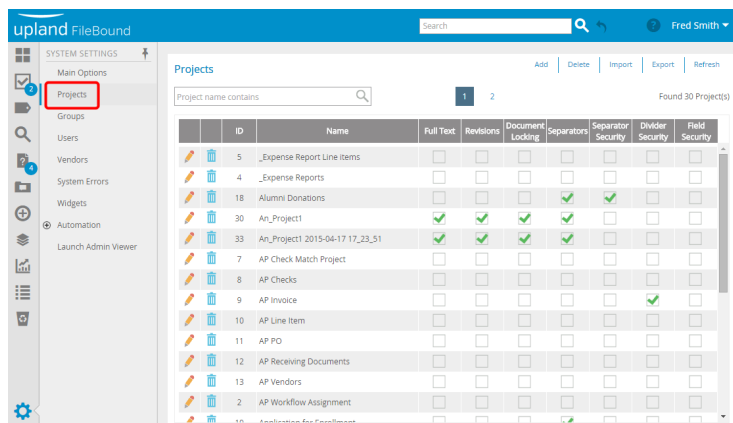 upland FileBound
Search
? Fred Smith
SYSTEM SETTINGS
Main Options
Projects
Groups
Users
Vendors
System Errors
Widgets
Automation
Launch Admin Viewer
2
4
Projects
Add | Delete | Import | Export | Refresh
Project name contains
1 2
Found 30 Project(s)
ID Name Full Text Revisions Document Locking Separators Separator Security Divider Security Field Security
5 _Expense Report Line items
4 _Expense Reports
18 Alumni Donations
30 An_Project1
33 An_Project1 2015-04-17 17_23_51
7 AP Check Match Project
8 AP Checks
9 AP Invoice
10 AP Line Item
11 AP PO
12 AP Receiving Documents
13 AP Vendors
2 AP Workflow Assignment
19 Application for Enrollment